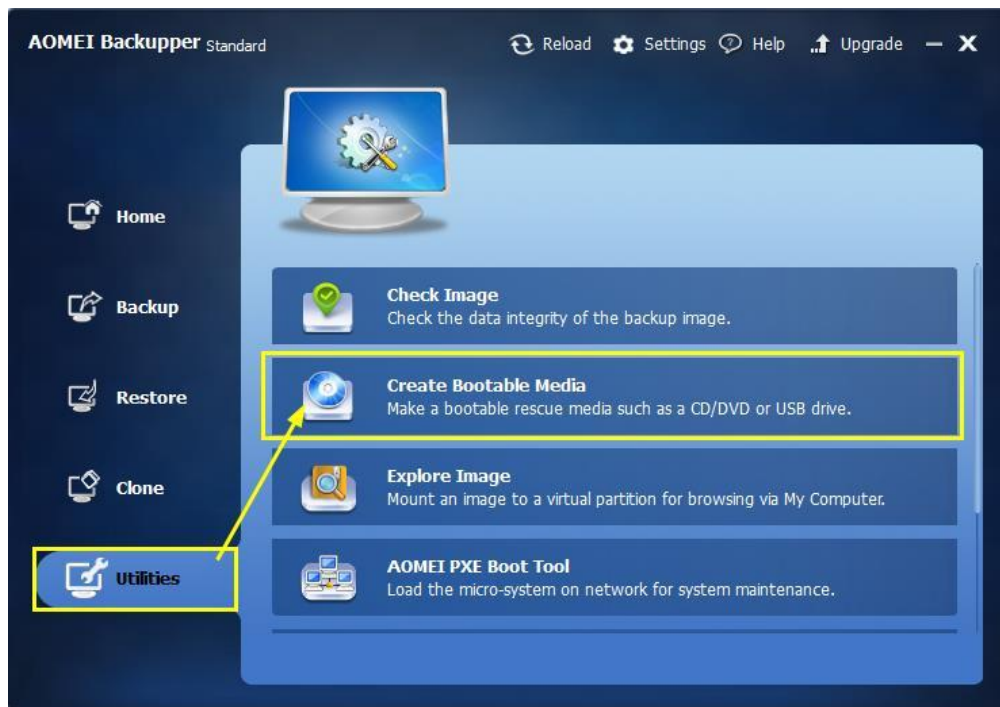 AOMEI Backupper Standard
Reload Settings Help Upgrade
Home
Backup
Restore
Clone
Utilities
Check Image
Check the data integrity of the backup image.
Create Bootable Media
Make a bootable rescue media such as a CD/DVD or USB drive.
Explore Image
Mount an image to a virtual partition for browsing via My Computer.
AOMEI PXE Boot Tool
Load the micro-system on network for system maintenance.